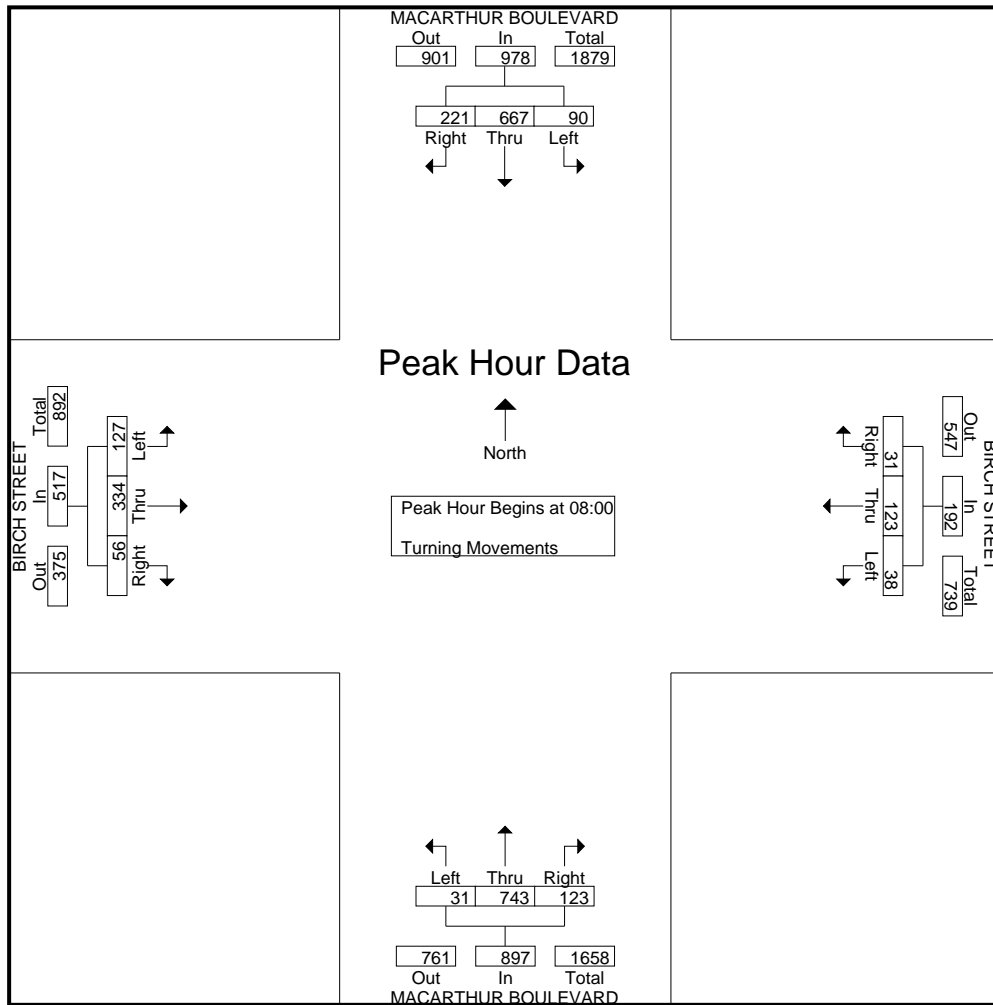 MACARTHUR BOULEVARD
Out In Total
901 978 1879
221 667 90
Right Thru Left
Peak Hour Data
North
Peak Hour Begins at 08:00
Turning Movements
BIRCH STREET
Out In Total
375 517 892
127 334 56
Left Thru Right
BIRCH STREET
Out In Total
547 192 739
31 123 38
Right Thru Left
Left Thru Right
31 743 123
761 897 1658
Out In Total
MACARTHUR BOULEVARD